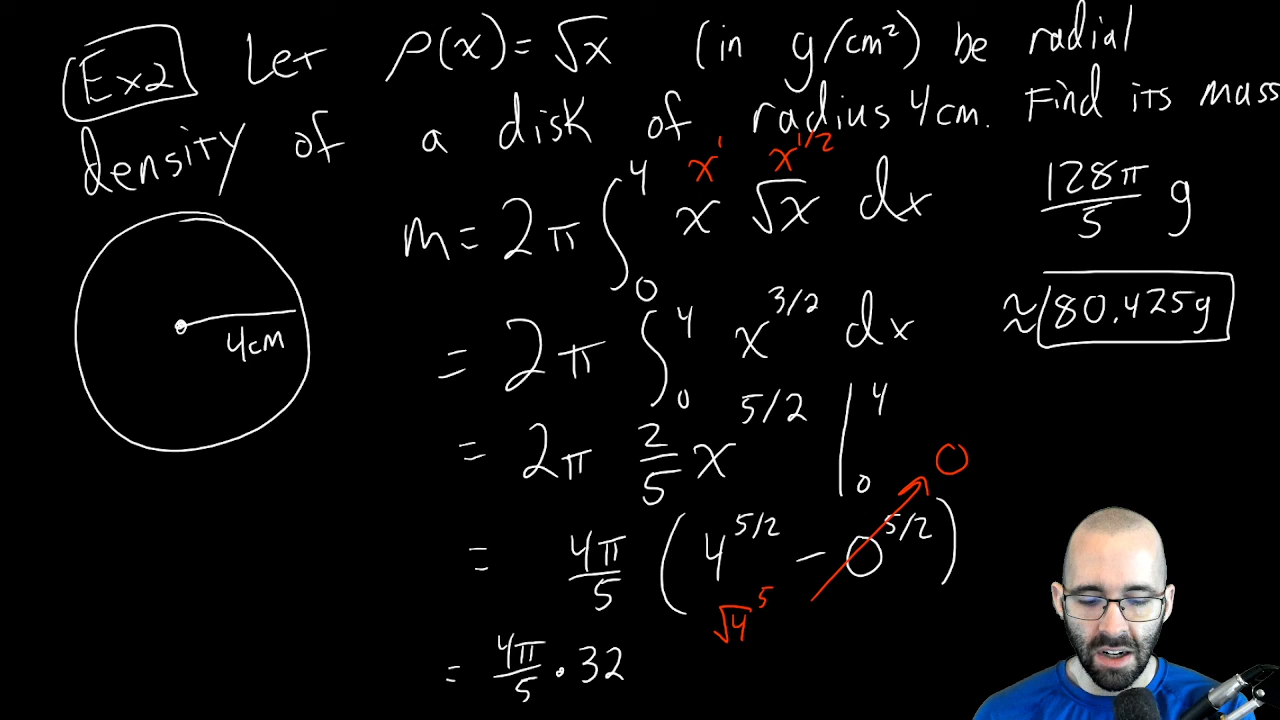 Ex2 Let ρ(x) = √x (in g/cm²) be radial
density of a disk of radius 4cm. Find its mass
4cm
x¹ x^1/2
m = 2π ∫₀⁴ x √x dx
= 2π ∫₀⁴ x^3/2 dx
= 2π 2/5 x^5/2 |₀⁴
0
= 4π/5 (4^5/2 - 0^5/2)
√4⁵
= 4π/5 · 32
128π/5 g
≈ 80.425g